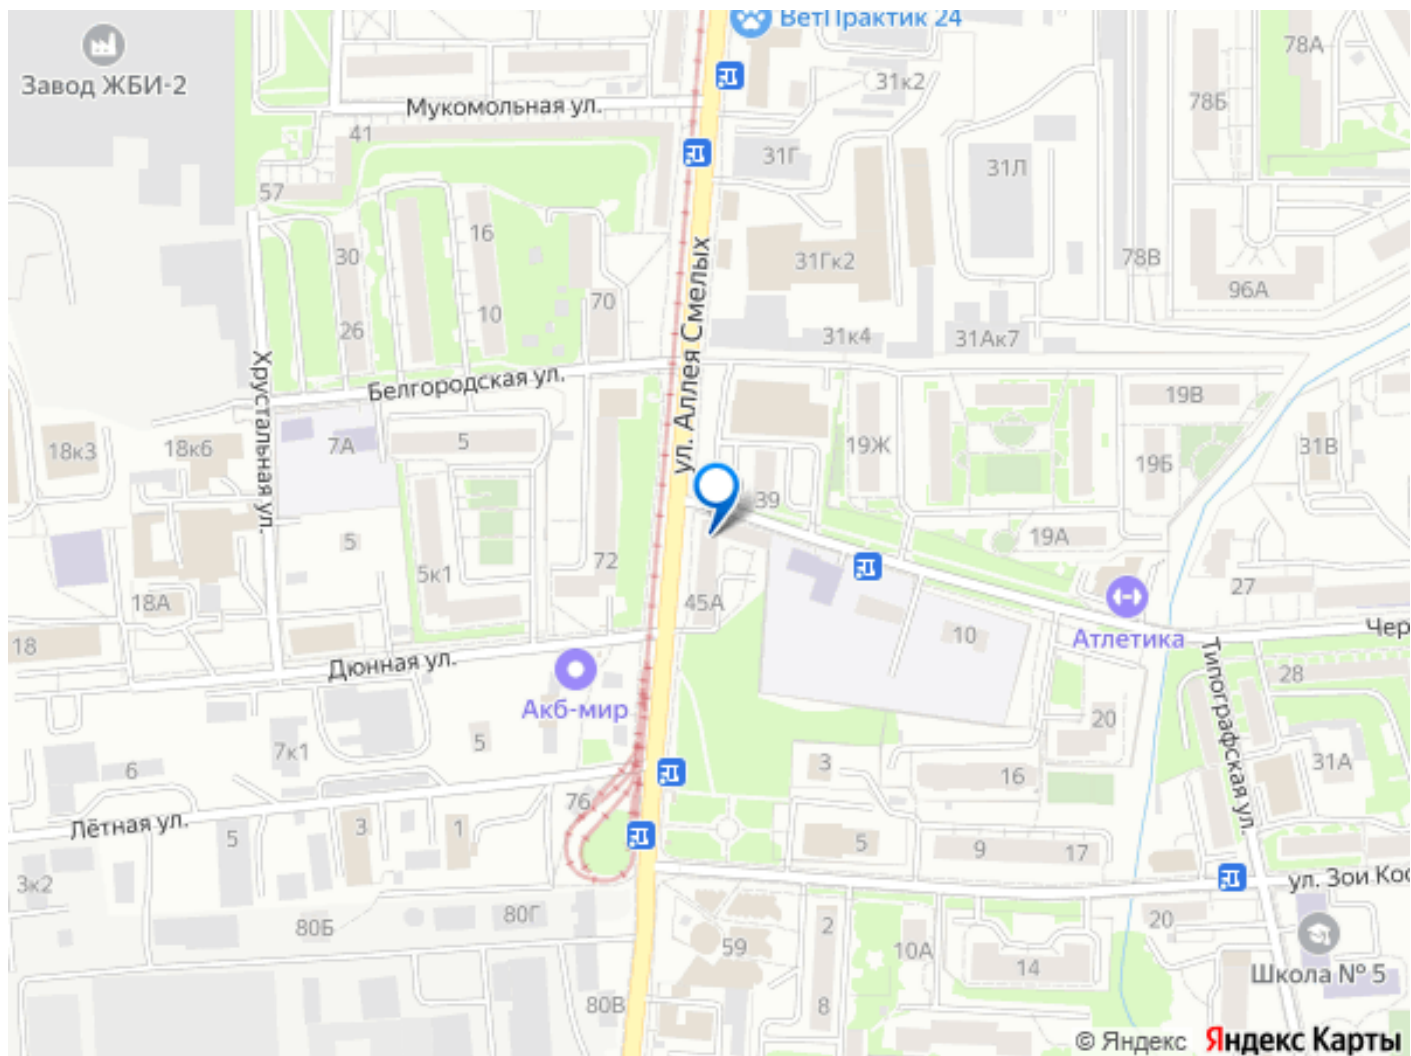 ВетПрактик 24
78А
Завод ЖБИ-2
31к2
78Б
Мукомольная ул.
41
31Г
31Л
57
16
30
31Гк2
78В
96А
70
10
26
31к4
31Ак7
ул. Аллея Смелых
Хрустальная ул.
Белгородская ул.
19В
5
7А
18к3
18к6
19Ж
31В
19Б
39
19А
5
72
5к1
27
18А
45А
10
Атлетика
Чер
18
Дюнная ул.
Типографская ул.
28
Акб-мир
20
5
7к1
6
3
16
31А
76
Лётная ул.
5
3
1
5
9
17
3к2
ул. Зои Кос
80Б
80Г
2
20
59
10А
14
Школа № 5
80В
8
© Яндекс Яндекс Карты